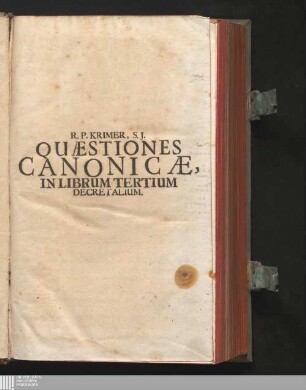 R. P. KRIMER, S. J.
QUÆSTIONES
CANONICÆ,
IN LIBRUM TERTIUM
DECRETALIUM.